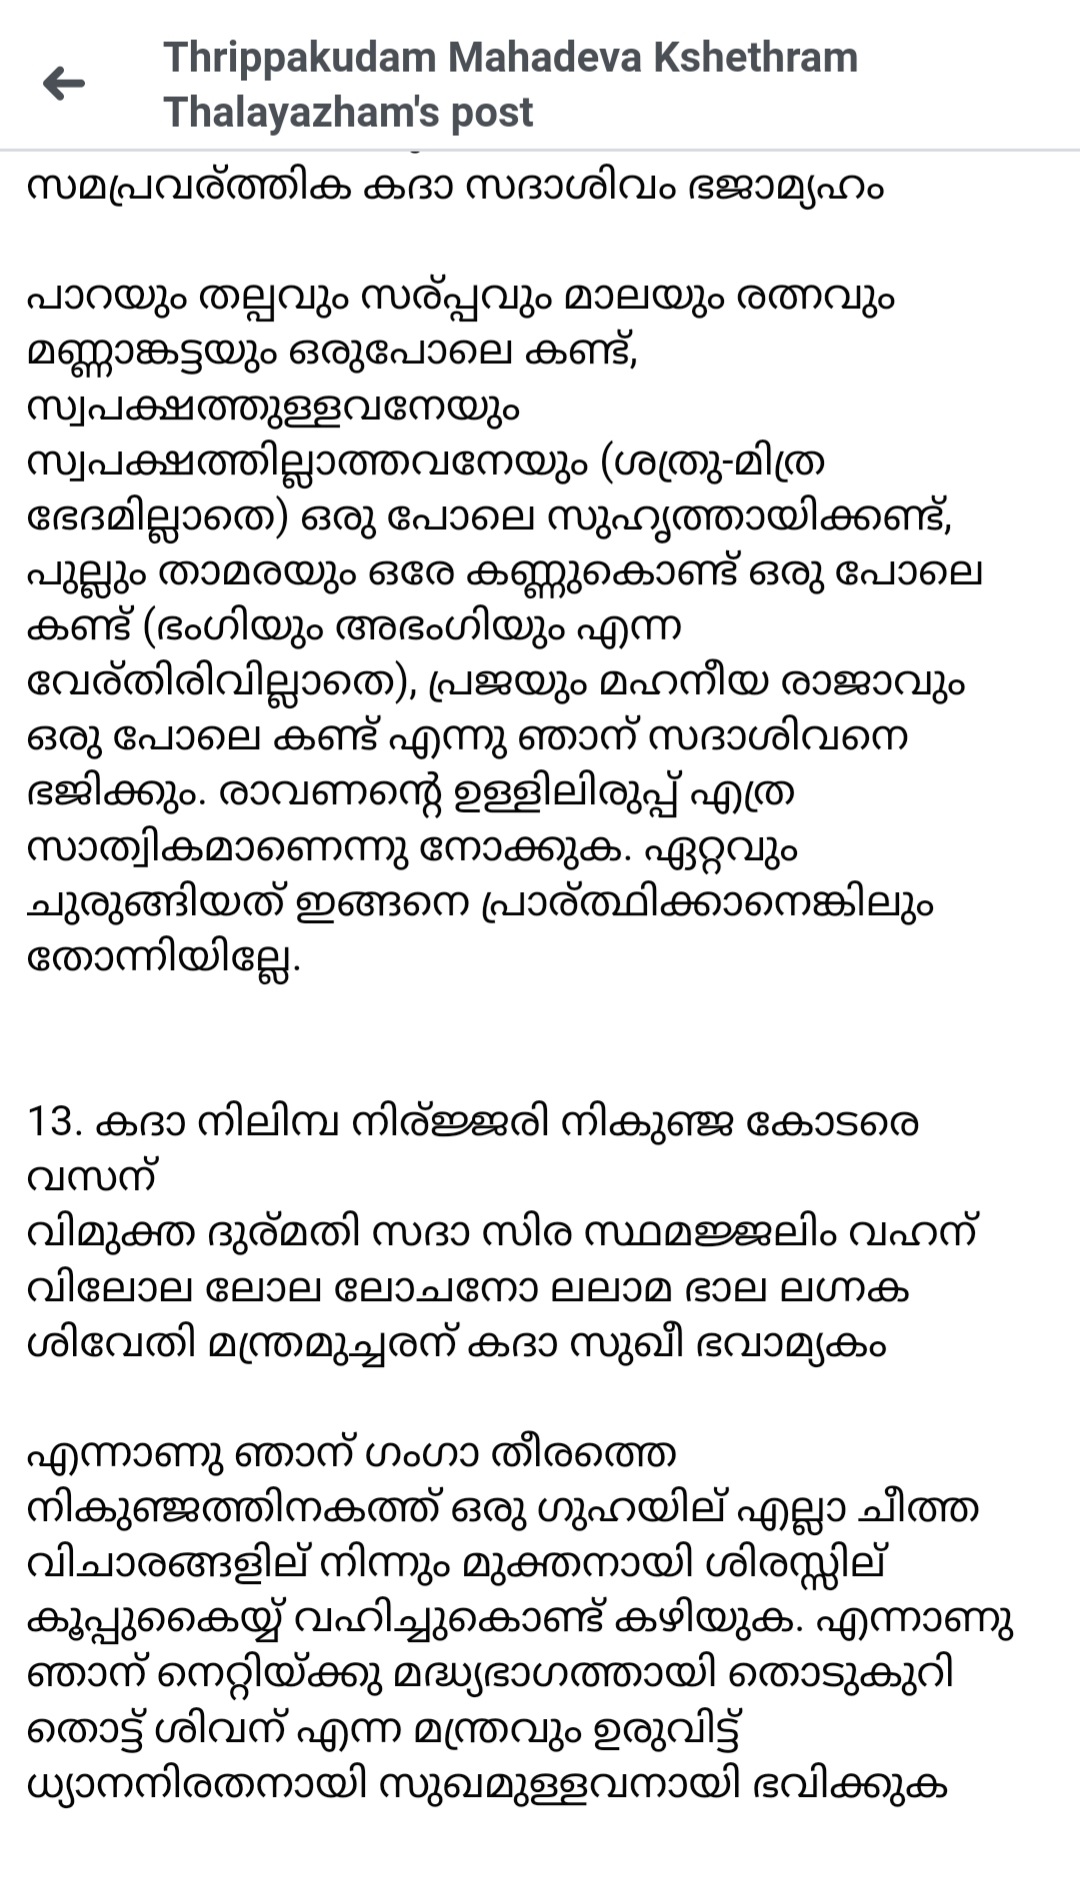 Thrippakudam Mahadeva Kshethram
Thalayazham's post
സമപ്രവര്ത്തിക കദാ സദാശിവം ഭജാമ്യഹം
പാറയും തല്പവും സര്പ്പവും മാലയും രത്നവും
മണ്ണാങ്കട്ടയും ഒരുപോലെ കണ്ട്,
സ്വപക്ഷത്തുള്ളവനേയും
സ്വപക്ഷത്തില്ലാത്തവനേയും (ശത്രു-മിത്ര
ഭേദമില്ലാതെ) ഒരു പോലെ സുഹൃത്തായിക്കണ്ട്,
പുല്ലും താമരയും ഒരേ കണ്ണുകൊണ്ട് ഒരു പോലെ
കണ്ട് (ഭംഗിയും അഭംഗിയും എന്ന
വേര്തിരിവില്ലാതെ), പ്രജയും മഹനീയ രാജാവും
ഒരു പോലെ കണ്ട് എന്നു ഞാന് സദാശിവനെ
ഭജിക്കും. രാവണന്റെ ഉള്ളിലിരുപ്പ് എത്ര
സാത്വികമാണെന്നു നോക്കുക. ഏറ്റവും
ചുരുങ്ങിയത് ഇങ്ങനെ പ്രാര്ത്ഥിക്കാനെങ്കിലും
തോന്നിയില്ലേ.
13. കദാ നിലിമ്പ നിര്ജ്ജരി നികുഞ്ജ കോടരെ
വസന്
വിമുക്ത ദുര്മതി സദാ സിര സ്ഥമജ്ജലിം വഹന്
വിലോല ലോല ലോചനോ ലലാമ ഭാല ലഗ്നക
ശിവേതി മന്ത്രമുച്ചരന് കദാ സുഖീ ഭവാമ്യകം
എന്നാണു ഞാന് ഗംഗാ തീരത്തെ
നികുഞ്ജത്തിനകത്ത് ഒരു ഗുഹയില് എല്ലാ ചീത്ത
വിചാരങ്ങളില് നിന്നും മുക്തനായി ശിരസ്സില്
കൂപ്പുകൈയ്യ് വഹിച്ചുകൊണ്ട് കഴിയുക. എന്നാണു
ഞാന് നെറ്റിയ്ക്കു മദ്ധ്യഭാഗത്തായി തൊടുകുറി
തൊട്ട് ശിവന് എന്ന മന്ത്രവും ഉരുവിട്ട്
ധ്യാനനിരതനായി സുഖമുള്ളവനായി ഭവിക്കുക